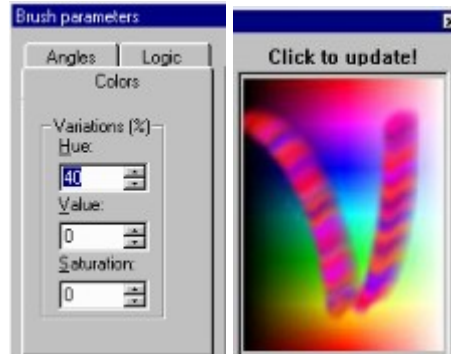 Brush parameters
Angles
Logic
Colors
Variations (%)
Hue:
40
Value:
0
Saturation:
0
Click to update!